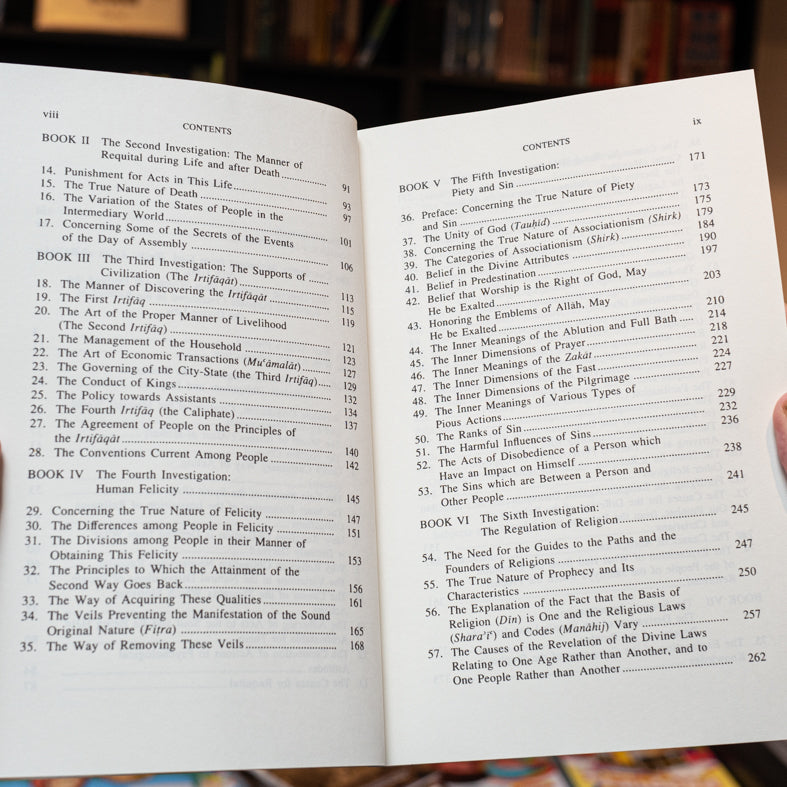 viii
CONTENTS
BOOK II The Second Investigation: The Manner of
Requital during Life and after Death 91
14. Punishment for Acts in This Life 93
15. The True Nature of Death 97
16. The Variation of the States of People in the
Intermediary World 101
17. Concerning Some of the Secrets of the Events
of the Day of Assembly 106
BOOK III The Third Investigation: The Supports of
Civilization (The Irtifāqāt) 113
18. The Manner of Discovering the Irtifāqāt 115
19. The First Irtifāq 119
20. The Art of the Proper Manner of Livelihood
(The Second Irtifāq) 121
21. The Management of the Household 123
22. The Art of Economic Transactions (Muʿāmalāt) 127
23. The Governing of the City-State (the Third Irtifāq) 129
24. The Conduct of Kings 132
25. The Policy towards Assistants 134
26. The Fourth Irtifāq (the Caliphate) 137
27. The Agreement of People on the Principles of
the Irtifāqāt 140
28. The Conventions Current Among People 142
BOOK IV The Fourth Investigation:
Human Felicity 145
29. Concerning the True Nature of Felicity 147
30. The Differences among People in Felicity 151
31. The Divisions among People in their Manner of
Obtaining This Felicity 153
32. The Principles to Which the Attainment of the
Second Way Goes Back 156
33. The Way of Acquiring These Qualities 161
34. The Veils Preventing the Manifestation of the Sound
Original Nature (Fiṭra) 165
35. The Way of Removing These Veils 168
ix
CONTENTS
BOOK V The Fifth Investigation:
Piety and Sin 171
36. Preface: Concerning the True Nature of Piety
and Sin 173
37. The Unity of God (Tauḥid) 175
38. Concerning the True Nature of Associationism (Shirk) 179
39. The Categories of Associationism (Shirk) 184
40. Belief in the Divine Attributes 190
41. Belief in Predestination 197
42. Belief that Worship is the Right of God, May
He be Exalted 203
43. Honoring the Emblems of Allāh, May
He be Exalted 210
44. The Inner Meanings of the Ablution and Full Bath 214
45. The Inner Dimensions of Prayer 218
46. The Inner Meanings of the Zakāt 221
47. The Inner Dimensions of the Fast 224
48. The Inner Dimensions of the Pilgrimage 227
49. The Inner Meanings of Various Types of
Pious Actions 229
50. The Ranks of Sin 232
51. The Harmful Influences of Sins 236
52. The Acts of Disobedience of a Person which
Have an Impact on Himself 238
53. The Sins which are Between a Person and
Other People 241
BOOK VI The Sixth Investigation:
The Regulation of Religion 245
54. The Need for the Guides to the Paths and the
Founders of Religions 247
55. The True Nature of Prophecy and Its
Characteristics 250
56. The Explanation of the Fact that the Basis of
Religion (Dīn) is One and the Religious Laws
(Sharaʾiʿ) and Codes (Manāhij) Vary 257
57. The Causes of the Revelation of the Divine Laws
Relating to One Age Rather than Another, and to
One People Rather than Another 262